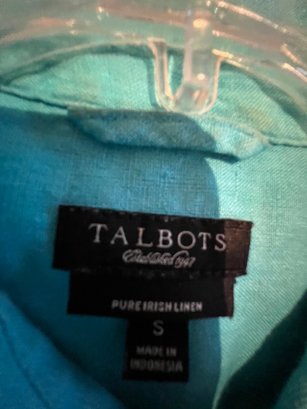 TALBOTS
Established 1947
PURE IRISH LINEN
S
MADE IN
INDONESIA